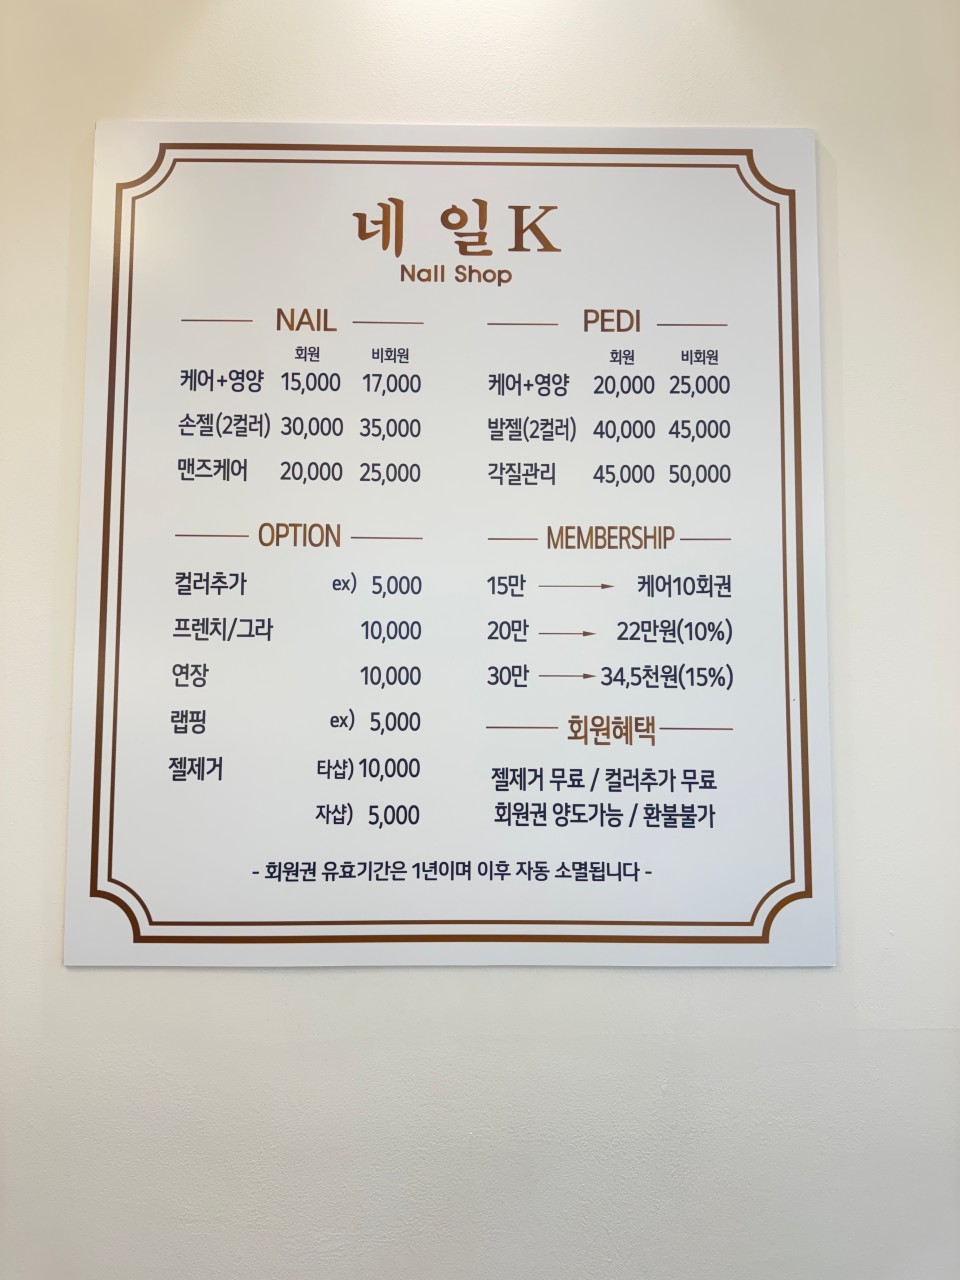 네 일 K
Nail Shop
NAIL
회원 비회원
케어+영양 15,000 17,000
손젤(2컬러) 30,000 35,000
맨즈케어 20,000 25,000
PEDI
회원 비회원
케어+영양 20,000 25,000
발젤(2컬러) 40,000 45,000
각질관리 45,000 50,000
OPTION
컬러추가 ex) 5,000
프렌치/그라 10,000
연장 10,000
랩핑 ex) 5,000
젤제거 타샵) 10,000
자샵) 5,000
MEMBERSHIP
15만 → 케어10회권
20만 → 22만원(10%)
30만 → 34,5천원(15%)
회원혜택
젤제거 무료 / 컬러추가 무료
회원권 양도가능 / 환불불가
- 회원권 유효기간은 1년이며 이후 자동 소멸됩니다 -